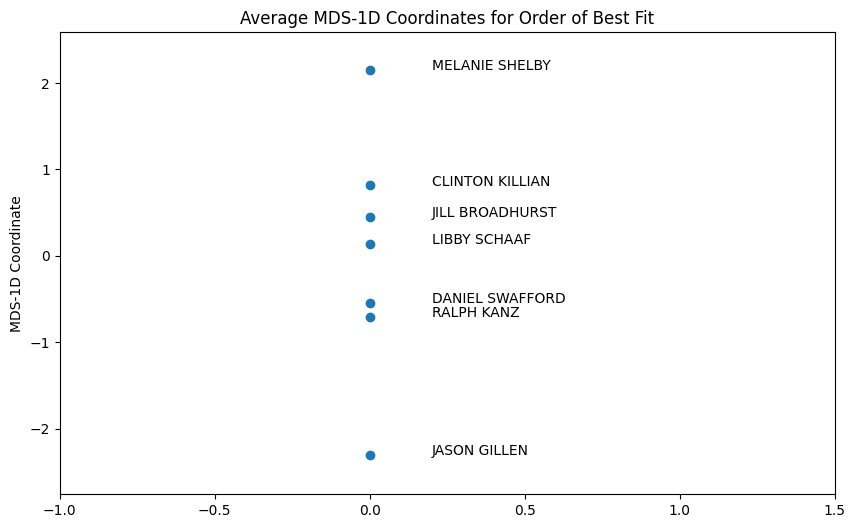 Average MDS-1D Coordinates for Order of Best Fit
MDS-1D Coordinate
2
1
0
−1
−2
MELANIE SHELBY
CLINTON KILLIAN
JILL BROADHURST
LIBBY SCHAAF
DANIEL SWAFFORD
RALPH KANZ
JASON GILLEN
−1.0
−0.5
0.0
0.5
1.0
1.5